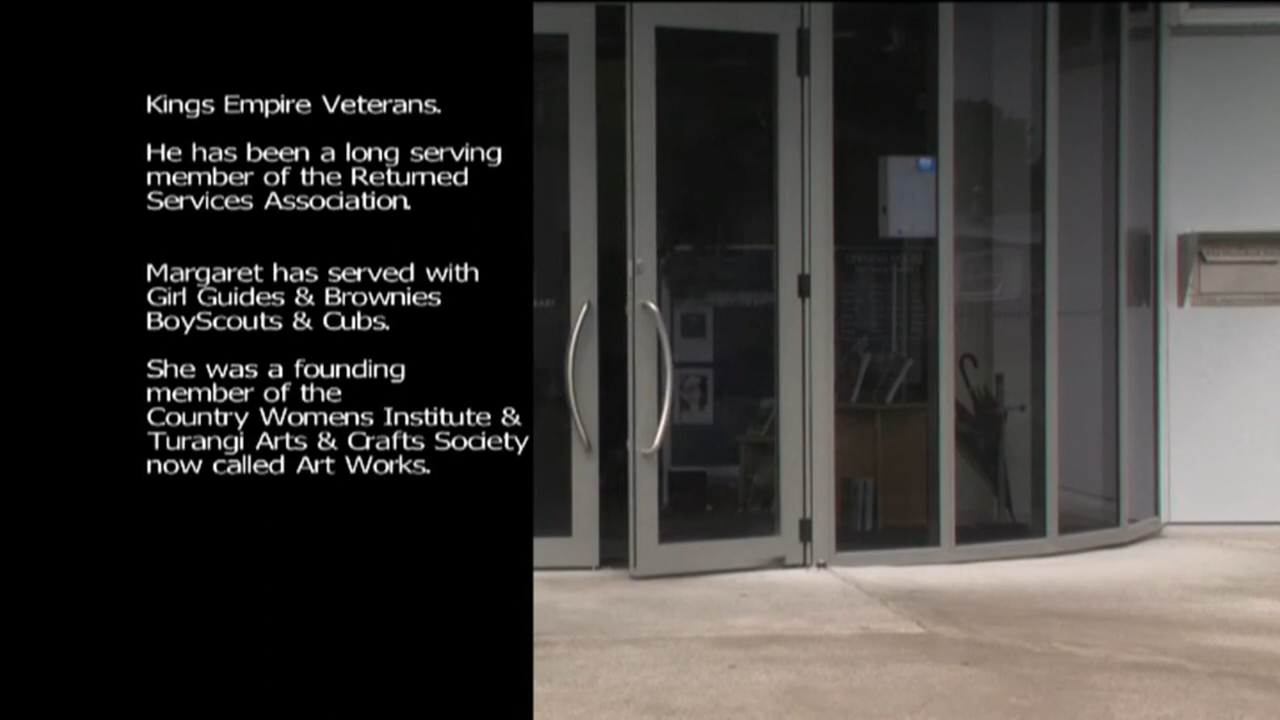 Kings Empire Veterans.
He has been a long serving
member of the Returned
Services Association.
Margaret has served with
Girl Guides & Brownies
BoyScouts & Cubs.
She was a founding
member of the
Country Womens Institute &
Turangi Arts & Crafts Society
now called Art Works.
OPENING HOURS